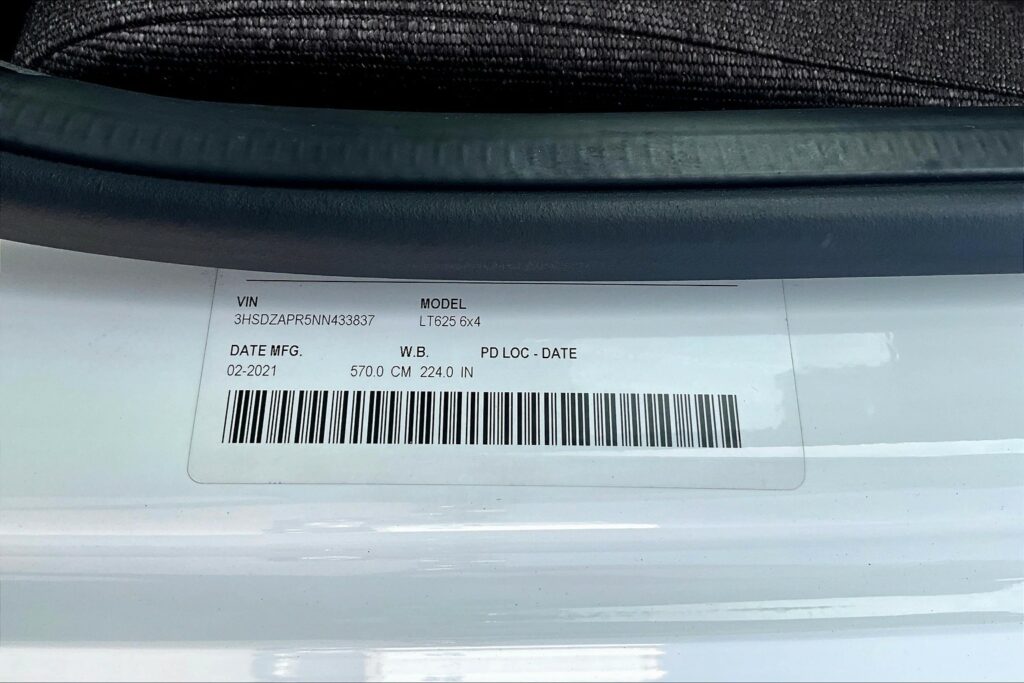 VIN MODEL
3HSDZAPR5NN433837 LT625 6x4
DATE MFG. W.B. PD LOC - DATE
02-2021 570.0 CM 224.0 IN